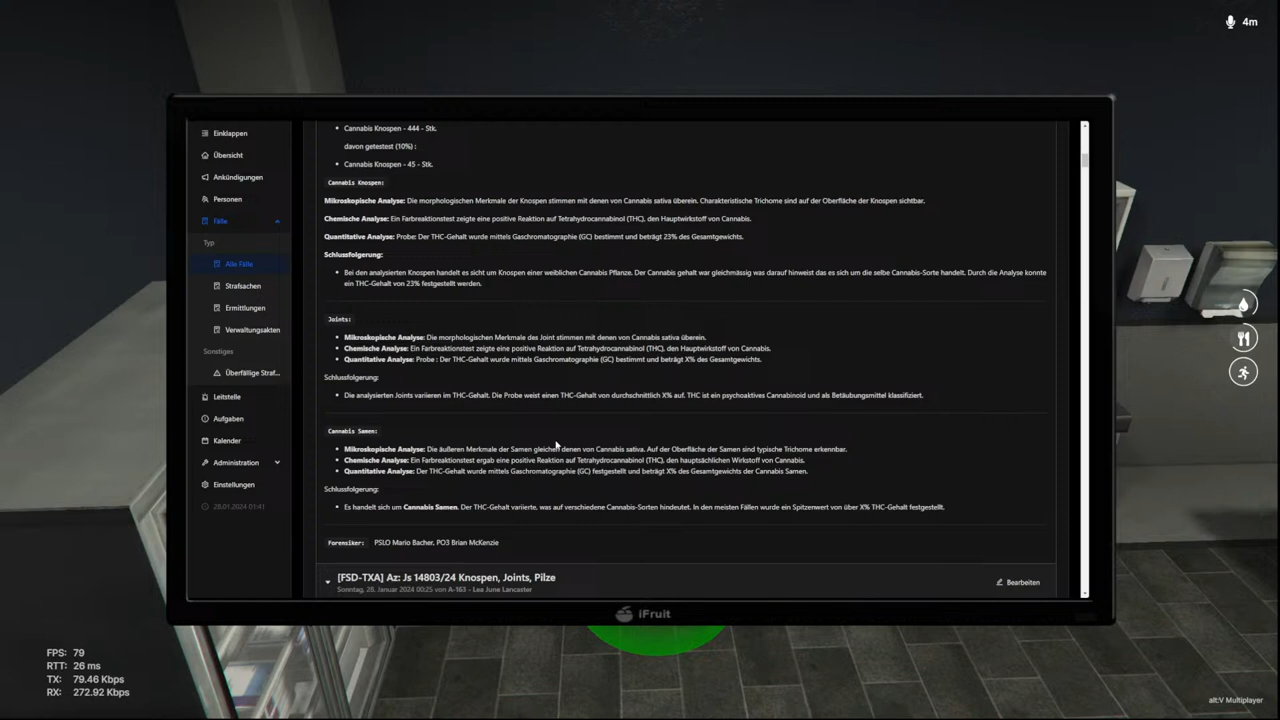 4m
Einklappen
Übersicht
Ankündigungen
Personen
Fälle
Typ
Alle Fälle
Strafsachen
Ermittlungen
Verwaltungsakten
Sonstiges
Überfällige Straf...
Leitstelle
Aufgaben
Kalender
Administration
Einstellungen
28.01.2024 01:41
Cannabis Knospen - 444 - Stk.
davon getestest (10%) :
Cannabis Knospen - 45 - Stk.
Cannabis Knospen:
Mikroskopische Analyse: Die morphologischen Merkmale der Knospen stimmen mit denen von Cannabis sativa überein. Charakteristische Trichome sind auf der Oberfläche der Knospen sichtbar.
Chemische Analyse: Ein Farbreaktionstest zeigte eine positive Reaktion auf Tetrahydrocannabinol (THC), den Hauptwirkstoff von Cannabis.
Quantitative Analyse: Probe: Der THC-Gehalt wurde mittels Gaschromatographie (GC) bestimmt und beträgt 23% des Gesamtgewichts.
Schlussfolgerung:
Bei den analysierten Knospen handelt es sicht um Knospen einer weiblichen Cannabis Pflanze. Der Cannabis gehalt war gleichmässig was darauf hinweist das es sich um die selbe Cannabis-Sorte handelt. Durch die Analyse konnte
ein THC-Gehalt von 23% festgestellt werden.
Joints:
Mikroskopische Analyse: Die morphologischen Merkmale des Joint stimmen mit denen von Cannabis sativa überein.
Chemische Analyse: Ein Farbreaktionstest zeigte eine positive Reaktion auf Tetrahydrocannabinol (THC), den Hauptwirkstoff von Cannabis.
Quantitative Analyse: Probe : Der THC-Gehalt wurde mittels Gaschromatographie (GC) bestimmt und beträgt X% des Gesamtgewichts.
Schlussfolgerung:
Die analysierten Joints variieren im THC-Gehalt. Die Probe weist einen THC-Gehalt von durchschnittlich X% auf. THC ist ein psychoaktives Cannabinoid und als Betäubungsmittel klassifiziert.
Cannabis Samen:
Mikroskopische Analyse: Die äußeren Merkmale der Samen gleichen denen von Cannabis sativa. Auf der Oberfläche der Samen sind typische Trichome erkennbar.
Chemische Analyse: Ein Farbreaktionstest ergab eine positive Reaktion auf Tetrahydrocannabinol (THC), den hauptsächlichen Wirkstoff von Cannabis.
Quantitative Analyse: Der THC-Gehalt wurde mittels Gaschromatographie (GC) festgestellt und beträgt X% des Gesamtgewichts der Cannabis Samen.
Schlussfolgerung:
Es handelt sich um Cannabis Samen. Der THC-Gehalt variierte, was auf verschiedene Cannabis-Sorten hindeutet. In den meisten Fällen wurde ein Spitzenwert von über X% THC-Gehalt festgestellt.
Forensiker: PSLO Mario Bacher, PO3 Brian McKenzie
[FSD-TXA] Az: Js 14803/24 Knospen, Joints, Pilze
Sonntag, 28. Januar 2024 00:25 von A-163 - Lea June Lancaster
Bearbeiten
iFruit
FPS: 79
RTT: 26 ms
TX: 79.46 Kbps
RX: 272.92 Kbps
alt:V Multiplayer